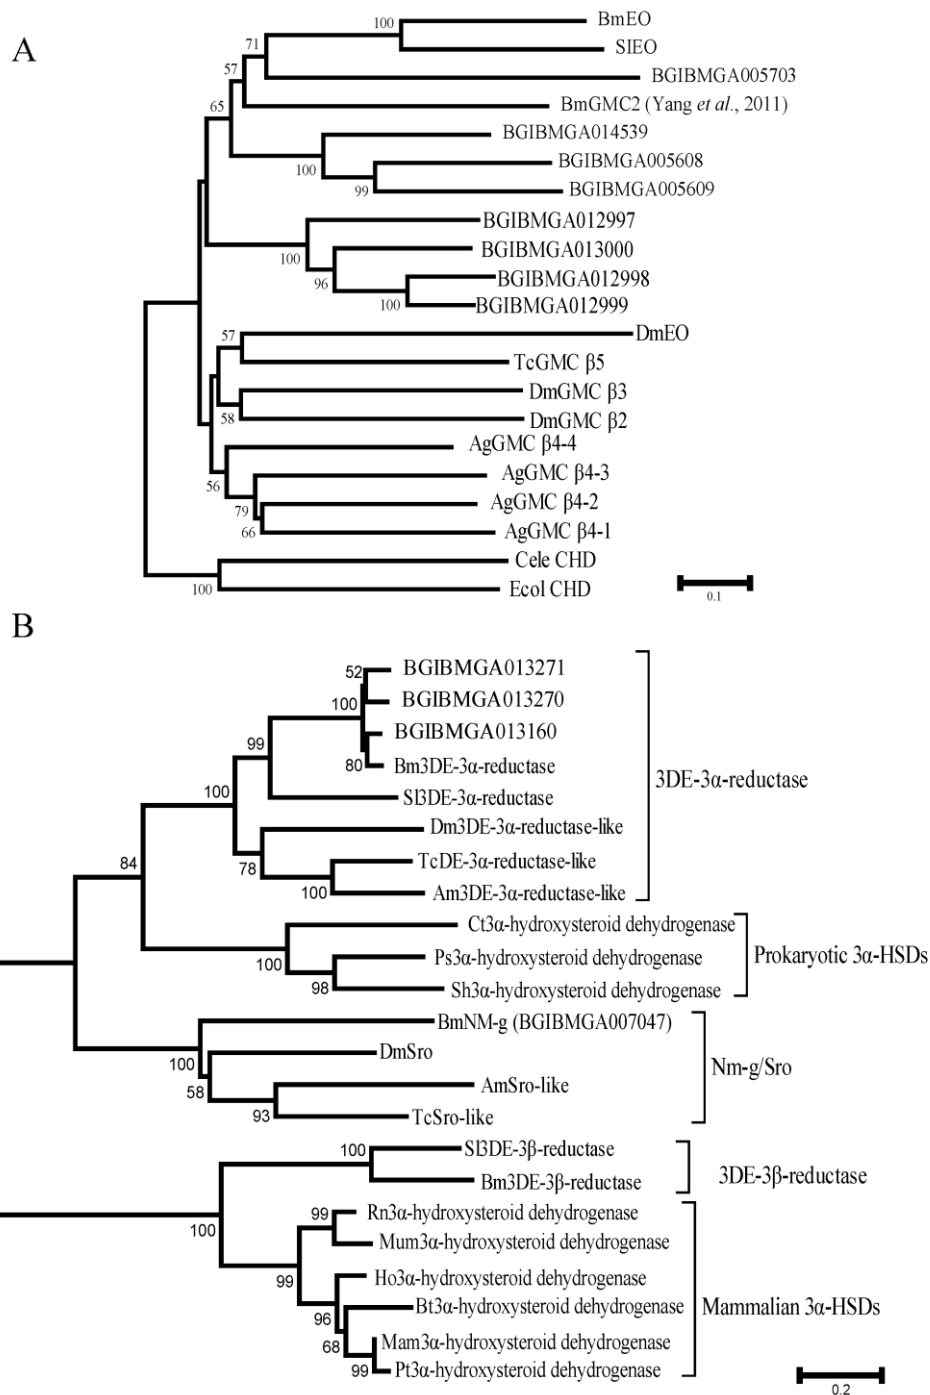 A
100
BmEO
SlEO
71
BGIBMGA005703
57
BmGMC2 (Yang et al., 2011)
65
BGIBMGA014539
100
BGIBMGA005608
99
BGIBMGA005609
BGIBMGA012997
100
BGIBMGA013000
96
BGIBMGA012998
100
BGIBMGA012999
57
DmEO
TcGMC β5
DmGMC β3
58
DmGMC β2
AgGMC β4-4
56
AgGMC β4-3
79
AgGMC β4-2
66
AgGMC β4-1
Cele CHD
100
Ecol CHD
0.1
B
52
BGIBMGA013271
100
BGIBMGA013270
BGIBMGA013160
99
80
Bm3DE-3α-reductase
3DE-3α-reductase
100
Sl3DE-3α-reductase
Dm3DE-3α-reductase-like
78
TcDE-3α-reductase-like
84
100
Am3DE-3α-reductase-like
Ct3α-hydroxysteroid dehydrogenase
100
Ps3α-hydroxysteroid dehydrogenase
Prokaryotic 3α-HSDs
98
Sh3α-hydroxysteroid dehydrogenase
BmNM-g (BGIBMGA007047)
100
DmSro
Nm-g/Sro
58
AmSro-like
93
TcSro-like
100
Sl3DE-3β-reductase
3DE-3β-reductase
Bm3DE-3β-reductase
100
99
Rn3α-hydroxysteroid dehydrogenase
Mum3α-hydroxysteroid dehydrogenase
99
Ho3α-hydroxysteroid dehydrogenase
96
Bt3α-hydroxysteroid dehydrogenase
Mammalian 3α-HSDs
68
Mam3α-hydroxysteroid dehydrogenase
99
Pt3α-hydroxysteroid dehydrogenase
0.2